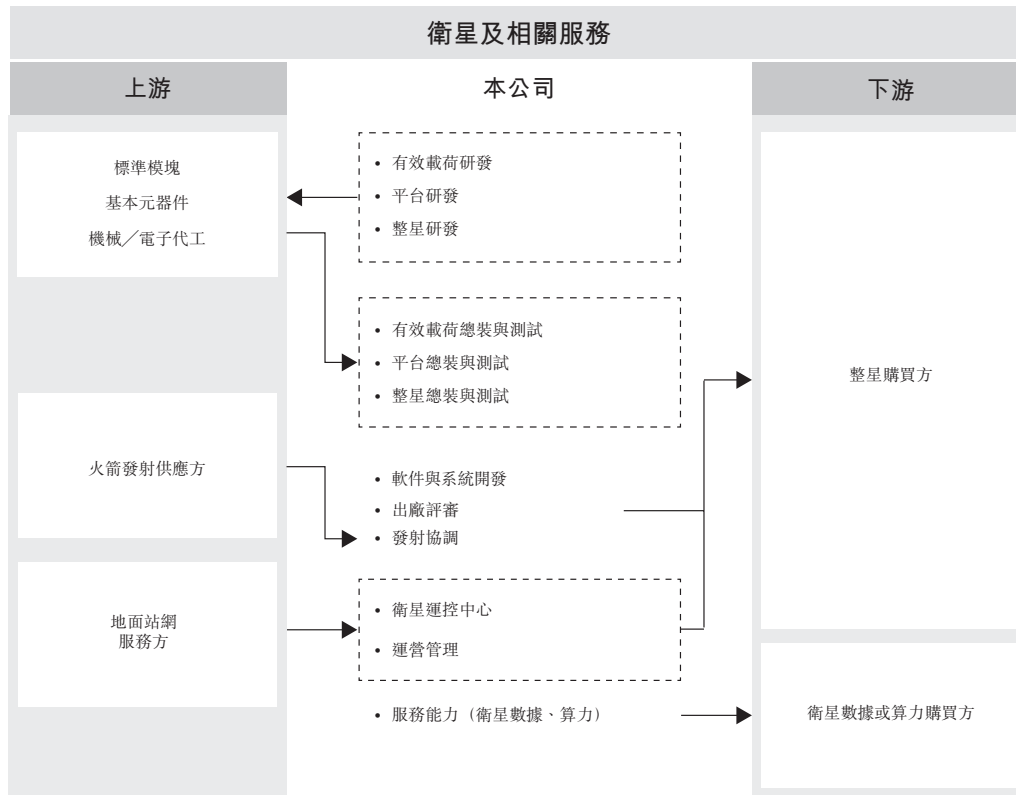 衛星及相關服務
上游
本公司
下游
標準模塊
基本元器件
機械／電子代工
• 有效載荷研發
• 平台研發
• 整星研發
• 有效載荷總裝與測試
• 平台總裝與測試
• 整星總裝與測試
整星購買方
火箭發射供應方
• 軟件與系統開發
• 出廠評審
• 發射協調
地面站網
服務方
• 衛星運控中心
• 運營管理
• 服務能力（衛星數據、算力）
衛星數據或算力購買方